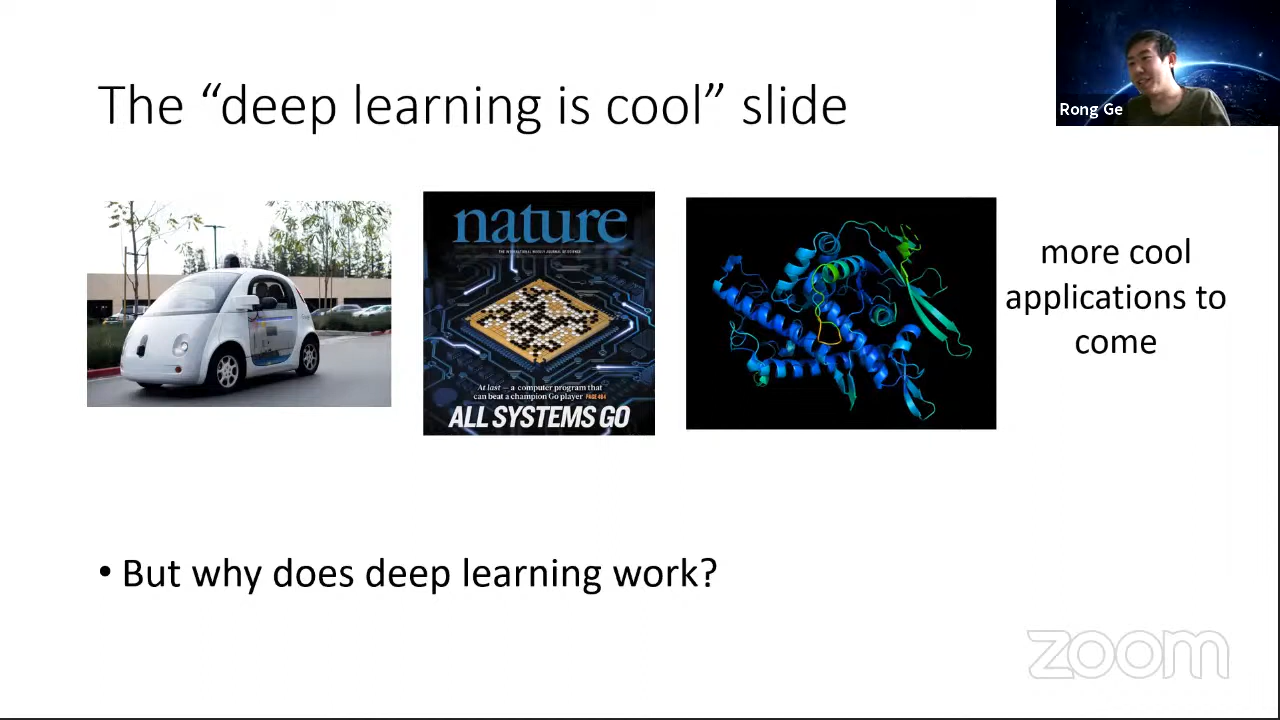 The “deep learning is cool” slide
Rong Ge
nature
THE INTERNATIONAL WEEKLY JOURNAL OF SCIENCE
At last — a computer program that
can beat a champion Go player PAGE 484
ALL SYSTEMS GO
more cool
applications to
come
• But why does deep learning work?
zoom